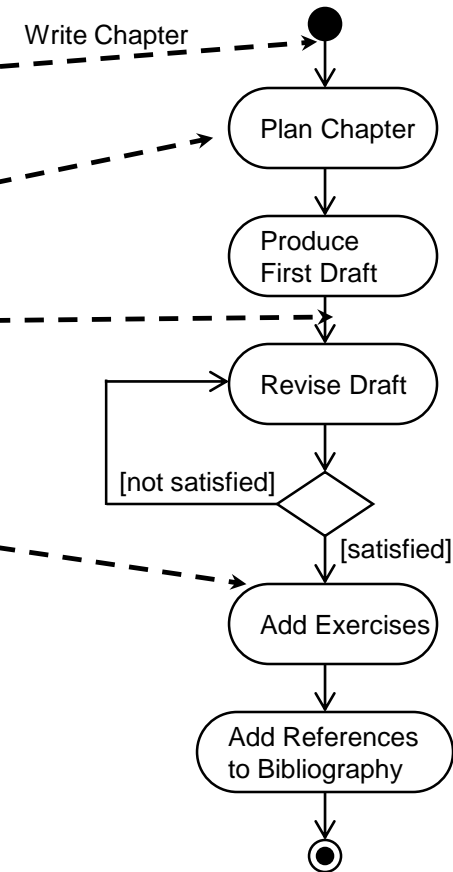 Write Chapter
Plan Chapter
Produce
First Draft
Revise Draft
[not satisfied]
[satisfied]
Add Exercises
Add References
to Bibliography